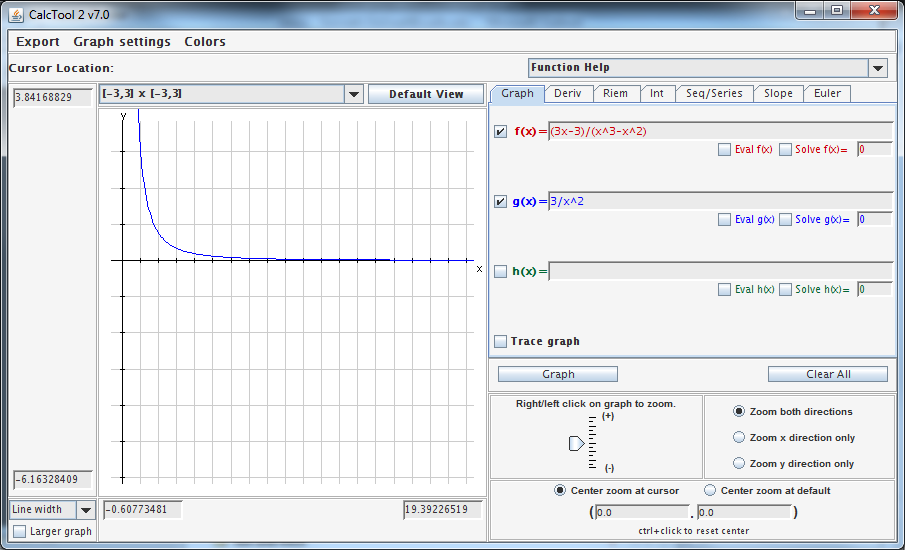 CalcTool 2 v7.0
Export Graph settings Colors
Cursor Location:
Function Help
3.84168829
[-3,3] x [-3,3]
Default View
Graph Deriv Riem Int Seq/Series Slope Euler
y
x
f(x)=(3x-3)/(x^3-x^2)
Eval f(x) Solve f(x)= 0
g(x)=3/x^2
Eval g(x) Solve g(x)= 0
h(x)=
Eval h(x) Solve h(x)= 0
Trace graph
Graph Clear All
Right/left click on graph to zoom.
(+)
(-)
Zoom both directions
Zoom x direction only
Zoom y direction only
-6.16328409
Line width
Larger graph
-0.60773481
19.39226519
Center zoom at cursor Center zoom at default
(0.0 , 0.0)
ctrl+click to reset center